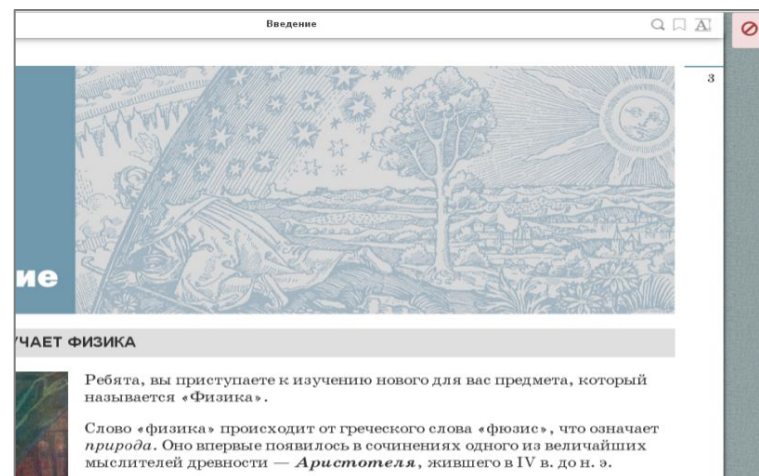 Введение
3
ие
УЧАЕТ ФИЗИКА
Ребята, вы приступаете к изучению нового для вас предмета, который
называется «Физика».
Слово «физика» происходит от греческого слова «фюзис», что означает
природа. Оно впервые появилось в сочинениях одного из величайших
мыслителей древности — Аристотеля, жившего в IV в. до н. э.